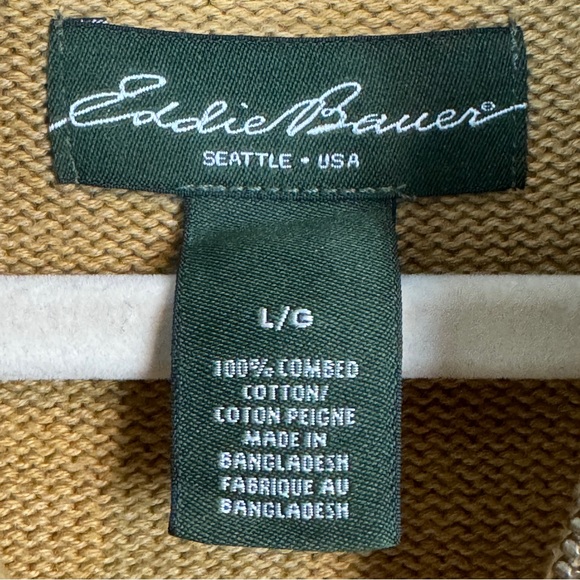 Eddie Bauer®
SEATTLE • USA
L/G
100% COMBED
COTTON/
COTON PEIGNE
MADE IN
BANGLADESH
FABRIQUE AU
BANGLADESH